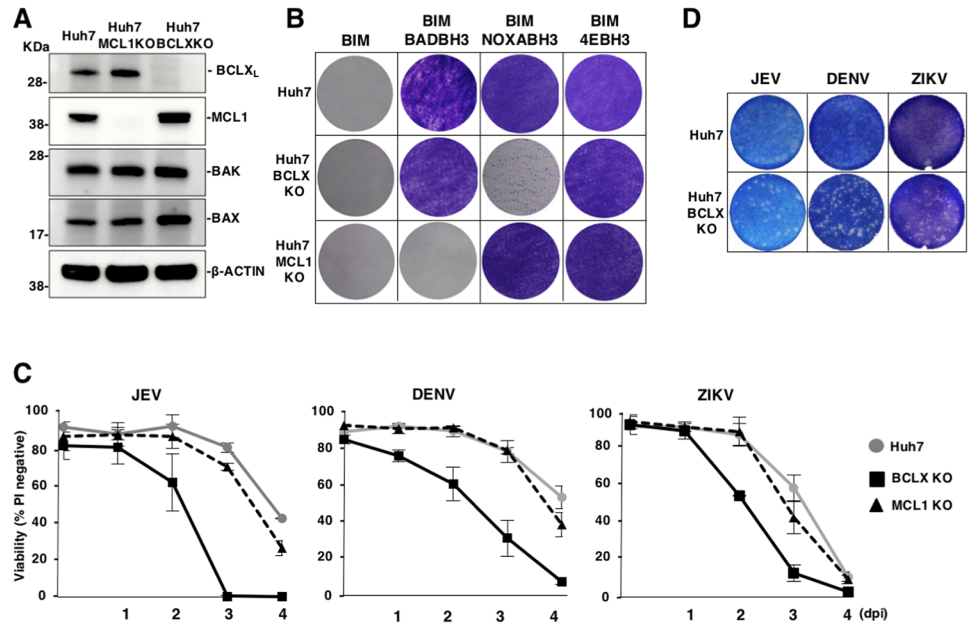 A
Huh7
Huh7
MCL1KO
Huh7
BCLXKO
KDa
28-
- BCLXL
38-
-MCL1
28-
-BAK
17-
-BAX
38-
-β-ACTIN
B
BIM
BIM
BADBH3
BIM
NOXABH3
BIM
4EBH3
Huh7
Huh7
BCLX
KO
Huh7
MCL1
KO
D
JEV
DENV
ZIKV
Huh7
Huh7
BCLX
KO
C
JEV
Viability (% PI negative)
100
80
60
40
20
0
1 2 3 4
DENV
100
80
60
40
20
0
1 2 3 4
ZIKV
100
80
60
40
20
0
1 2 3 4 (dpi)
Huh7
BCLX KO
MCL1 KO